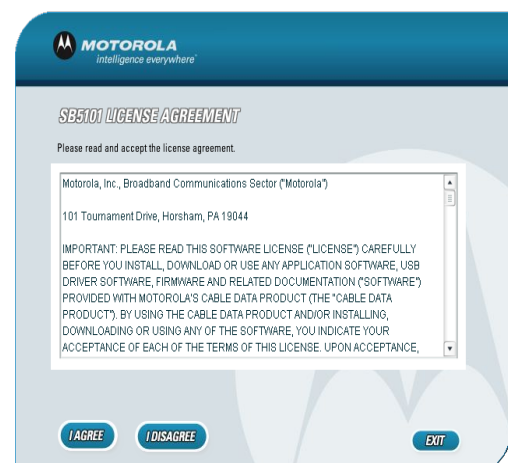 MOTOROLA
intelligence everywhere
SB5101 LICENSE AGREEMENT
Please read and accept the license agreement.
Motorola, Inc., Broadband Communications Sector ("Motorola")
101 Tournament Drive, Horsham, PA 19044
IMPORTANT: PLEASE READ THIS SOFTWARE LICENSE ("LICENSE") CAREFULLY
BEFORE YOU INSTALL, DOWNLOAD OR USE ANY APPLICATION SOFTWARE, USB
DRIVER SOFTWARE, FIRMWARE AND RELATED DOCUMENTATION ("SOFTWARE")
PROVIDED WITH MOTOROLA'S CABLE DATA PRODUCT (THE "CABLE DATA
PRODUCT"). BY USING THE CABLE DATA PRODUCT AND/OR INSTALLING,
DOWNLOADING OR USING ANY OF THE SOFTWARE, YOU INDICATE YOUR
ACCEPTANCE OF EACH OF THE TERMS OF THIS LICENSE. UPON ACCEPTANCE,
I AGREE
I DISAGREE
EXIT